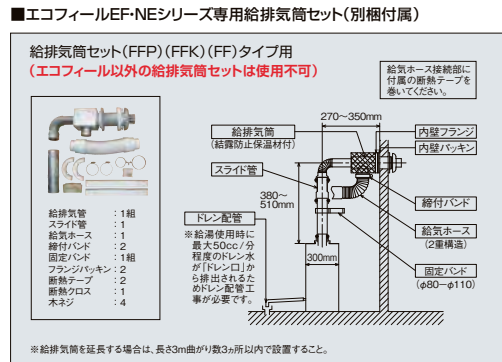 ■エコフィールEF・NEシリーズ専用給排気筒セット(別梱付属)
給排気筒セット(FFP)(FFK)(FF)タイプ用
(エコフィール以外の給排気筒セットは使用不可)
給気ホース接続部に
付属の断熱テープを
巻いてください。
270〜350mm
給排気筒
(結露防止保温材付)
内壁フランジ
内壁パッキン
スライド管
380〜
510mm
締付バンド
給気ホース
(2重構造)
ドレン配管
※給湯使用時に
最大50cc/分
程度のドレン水
が「ドレン口」か
ら排出されるた
めドレン配管工
事が必要です。
300mm
固定バンド
(φ80〜φ110)
給排気管 : 1組
スライド管 : 1
給気ホース : 1
締付バンド : 2
固定バンド : 1組
フランジパッキン : 2
断熱テープ : 2
断熱クロス : 1
木ネジ : 4
※給排気筒を延長する場合は、長さ3m曲がり数3ヵ所以内で設置すること。